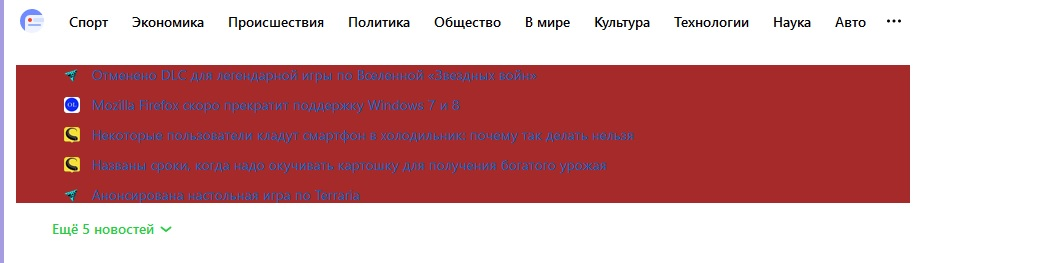 Спорт Экономика Происшествия Политика Общество В мире Культура Технологии Наука Авто •••
Отменено DLC для легендарной игры по Вселенной «Звездных войн»
Mozilla Firefox скоро прекратит поддержку Windows 7 и 8
Некоторые пользователи кладут смартфон в холодильник: почему так делать нельзя
Названы сроки: когда надо окучивать картошку для получения богатого урожая
Анонсирована настольная игра по Terraria
Ещё 5 новостей